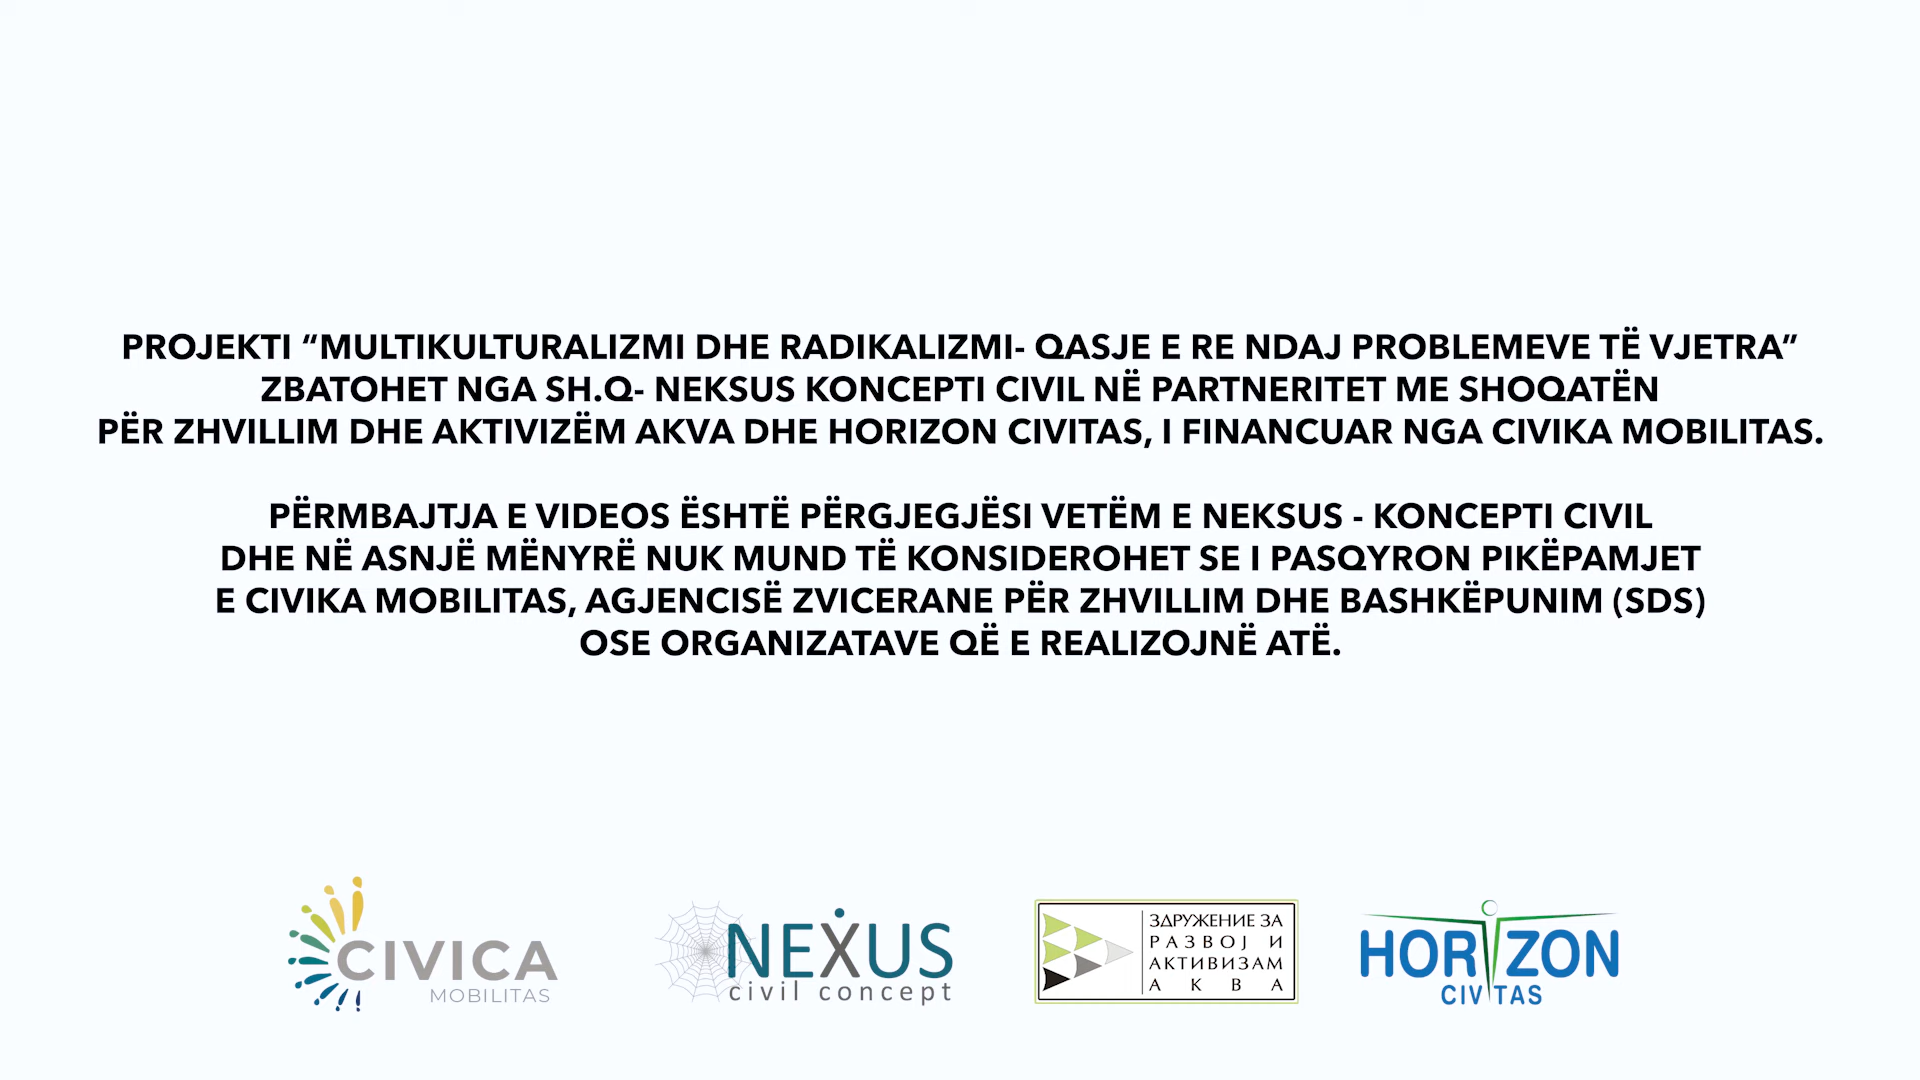 PROJEKTI “MULTIKULTURALIZMI DHE RADIKALIZMI- QASJE E RE NDAJ PROBLEMEVE TË VJETRA”
ZBATOHET NGA SH.Q- NEKSUS KONCEPTI CIVIL NË PARTNERITET ME SHOQATËN
PËR ZHVILLIM DHE AKTIVIZËM AKVA DHE HORIZON CIVITAS, I FINANCUAR NGA CIVIKA MOBILITAS.
PËRMBAJTJA E VIDEOS ËSHTË PËRGJEGJËSI VETËM E NEKSUS - KONCEPTI CIVIL
DHE NË ASNJË MËNYRË NUK MUND TË KONSIDEROHET SE I PASQYRON PIKËPAMJET
E CIVIKA MOBILITAS, AGJENCISË ZVICERANE PËR ZHVILLIM DHE BASHKËPUNIM (SDS)
OSE ORGANIZATAVE QË E REALIZOJNË ATË.
CIVICA
MOBILITAS
NEXUS
civil concept
ЗДРУЖЕНИЕ ЗА
РАЗВОЈ И
АКТИВИЗАМ
АКВА
HORIZON
CIVITAS